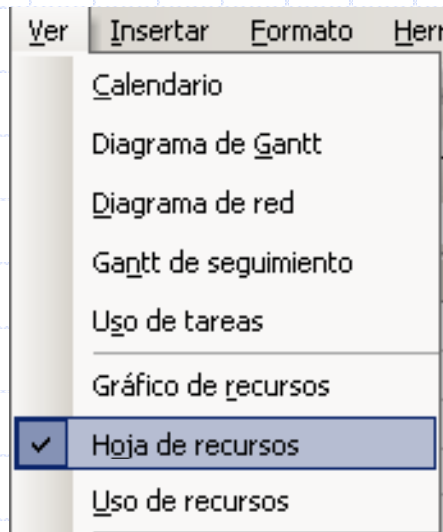 Ver Insertar Formato
Calendario
Diagrama de Gantt
Diagrama de red
Gantt de seguimiento
Uso de tareas
Gráfico de recursos
Hoja de recursos
Uso de recursos